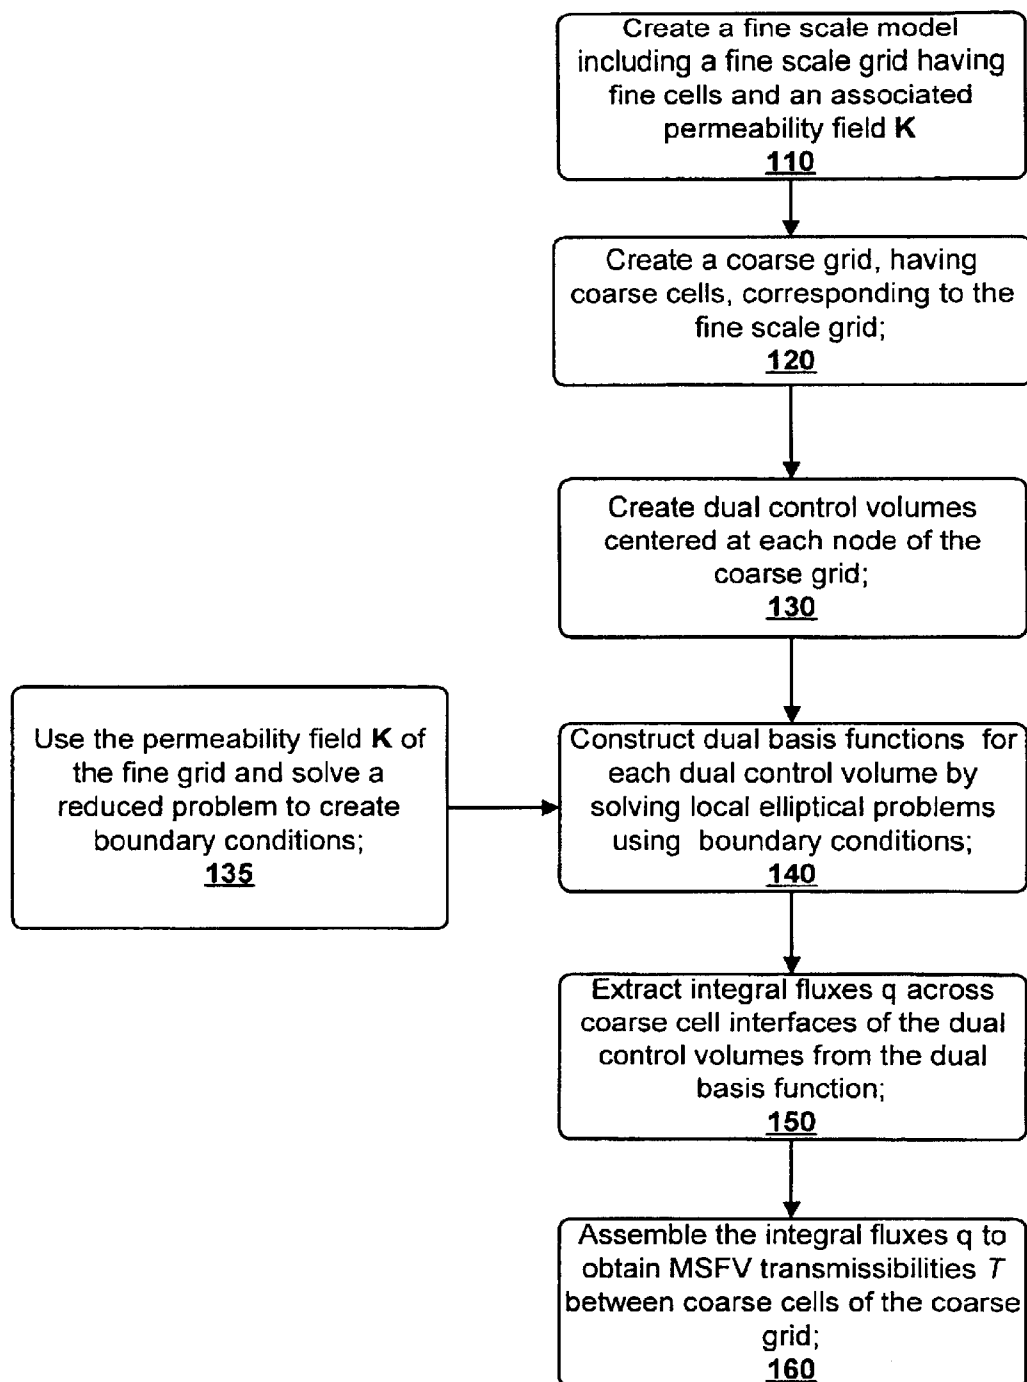 Create a fine scale model
including a fine scale grid having
fine cells and an associated
permeability field K
110
Create a coarse grid, having
coarse cells, corresponding to the
fine scale grid;
120
Create dual control volumes
centered at each node of the
coarse grid;
130
Use the permeability field K of
the fine grid and solve a
reduced problem to create
boundary conditions;
135
Construct dual basis functions for
each dual control volume by
solving local elliptical problems
using boundary conditions;
140
Extract integral fluxes q across
coarse cell interfaces of the dual
control volumes from the dual
basis function;
150
Assemble the integral fluxes q to
obtain MSFV transmissibilities T
between coarse cells of the coarse
grid;
160